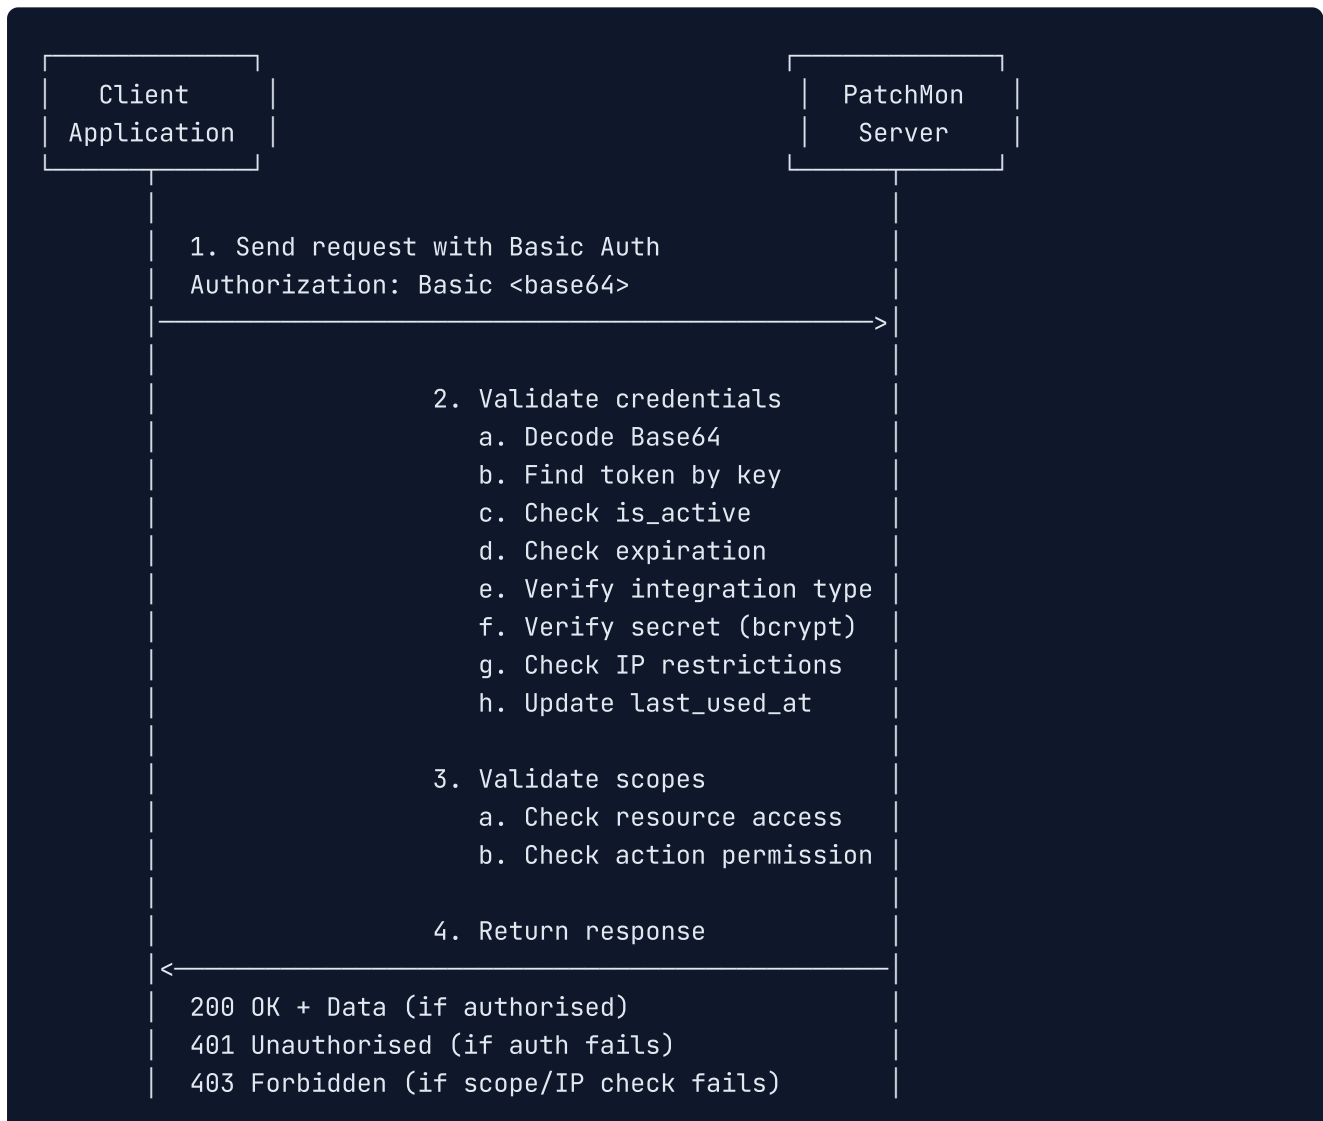 Client PatchMon
Application Server
1. Send request with Basic Auth
Authorization: Basic <base64>
2. Validate credentials
a. Decode Base64
b. Find token by key
c. Check is_active
d. Check expiration
e. Verify integration type
f. Verify secret (bcrypt)
g. Check IP restrictions
h. Update last_used_at
3. Validate scopes
a. Check resource access
b. Check action permission
4. Return response
200 OK + Data (if authorised)
401 Unauthorised (if auth fails)
403 Forbidden (if scope/IP check fails)